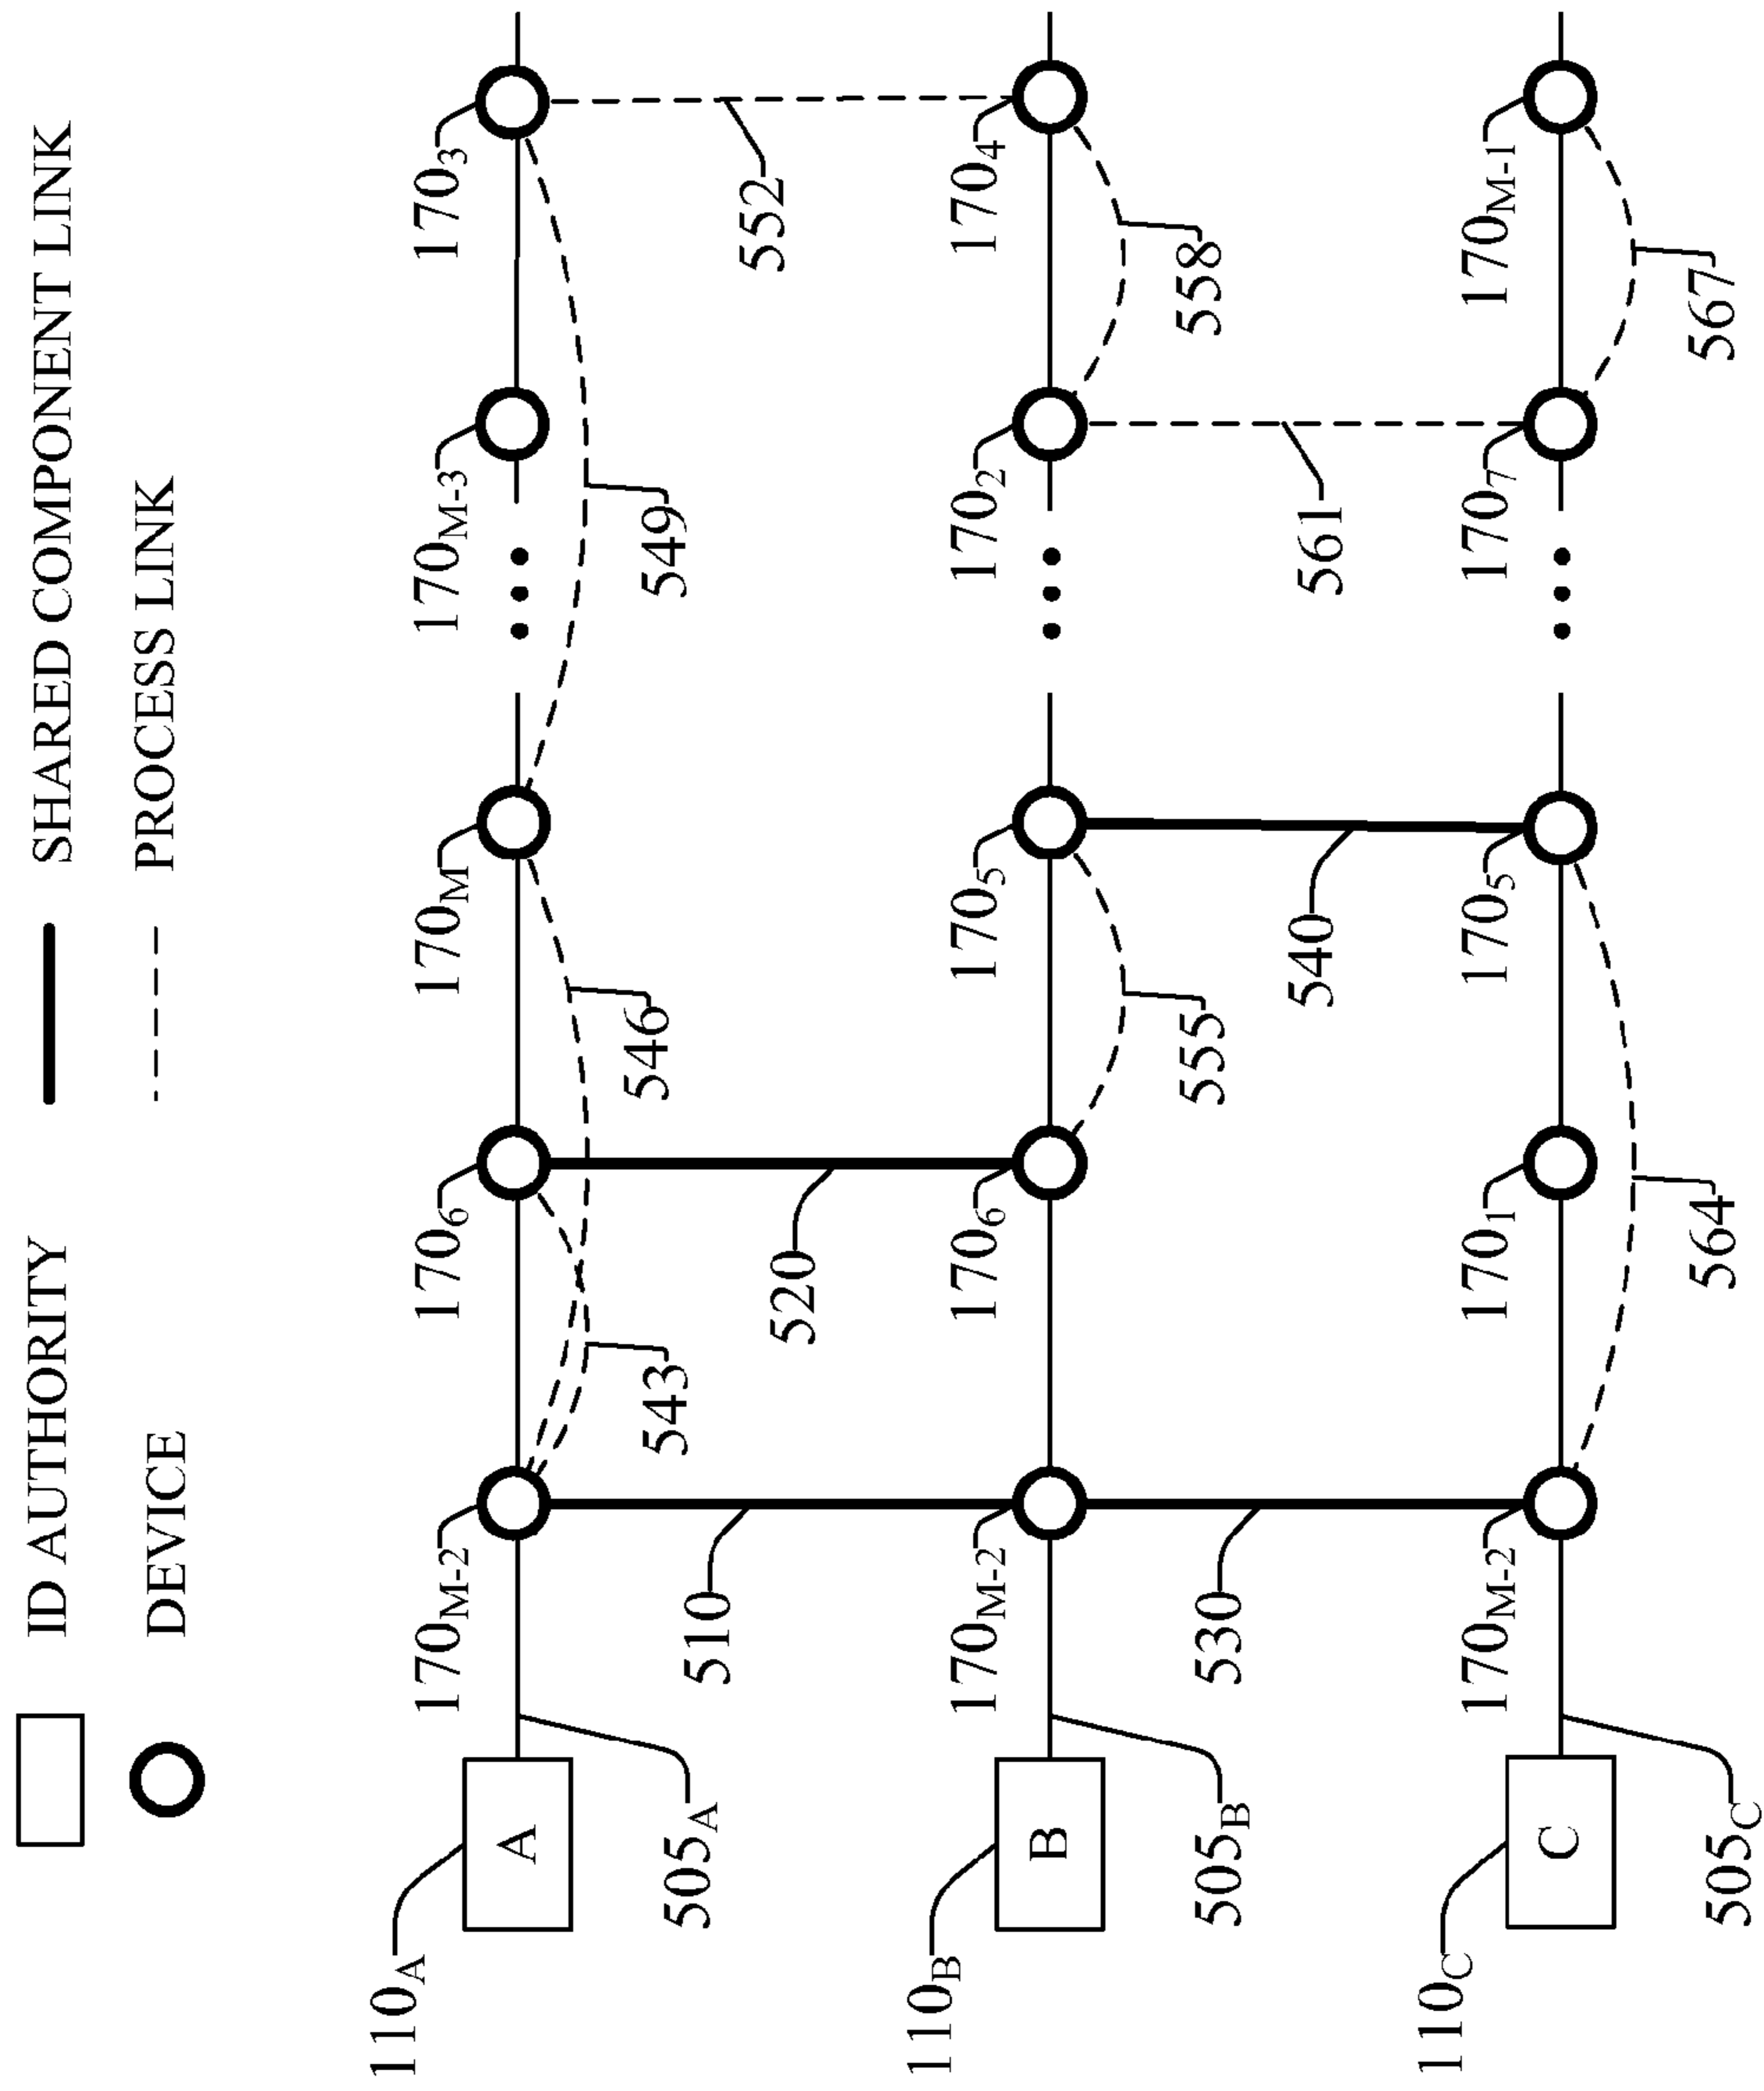 ID AUTHORITY
SHARED COMPONENT LINK
DEVICE
PROCESS LINK
110A
170M-2
1706
170M
170M-3
1703
A
505A
510
543
520
546
549
552
110B
170M-2
1706
1705
1702
1704
B
505B
530
555
540
561
558
110C
170M-2
1701
1705
1707
170M-1
C
505C
564
567